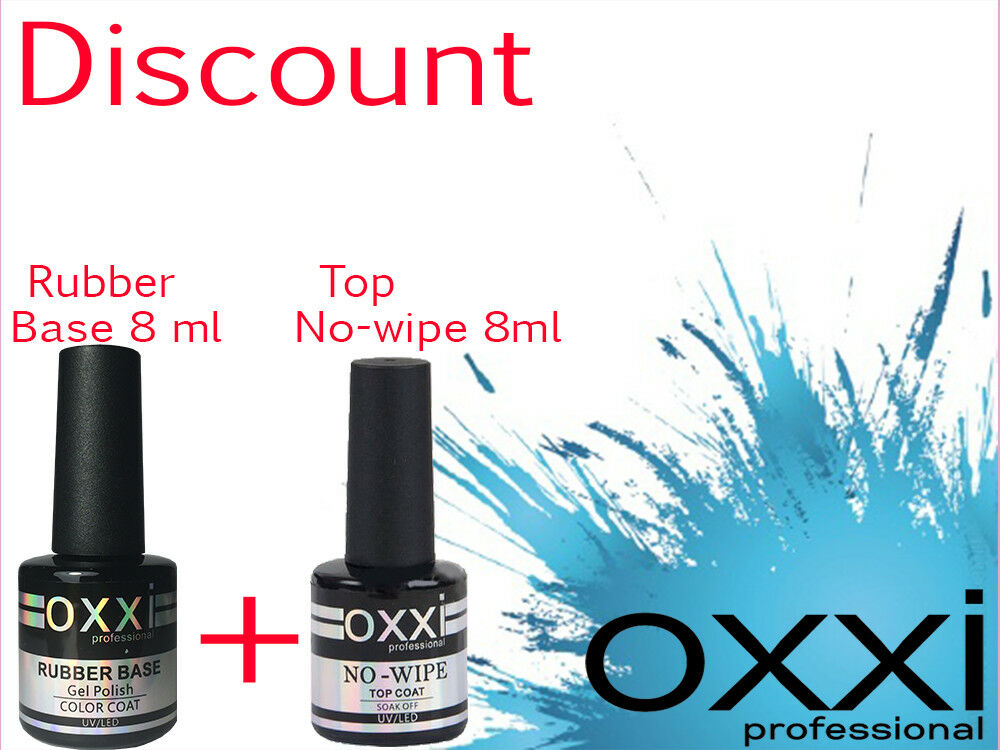 Discount
Rubber
Base 8 ml
Top
No-wipe 8ml
+
oxxi
professional
RUBBER BASE
Gel Polish
COLOR COAT
UV/LED
oxxi
professional
NO-WIPE
TOP COAT
SOAK OFF
UV/LED
oxxi
professional